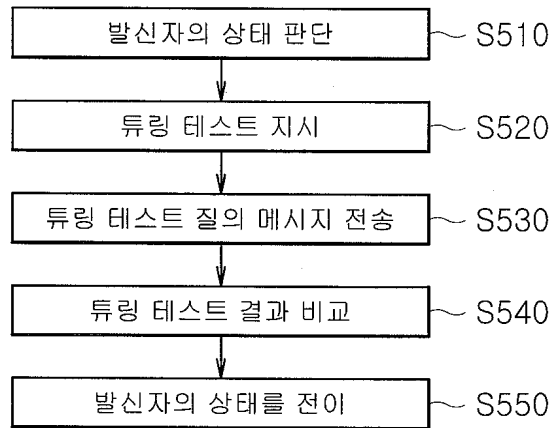 발신자의 상태 판단 S510
튜링 테스트 지시 S520
튜링 테스트 질의 메시지 전송 S530
튜링 테스트 결과 비교 S540
발신자의 상태를 전이 S550